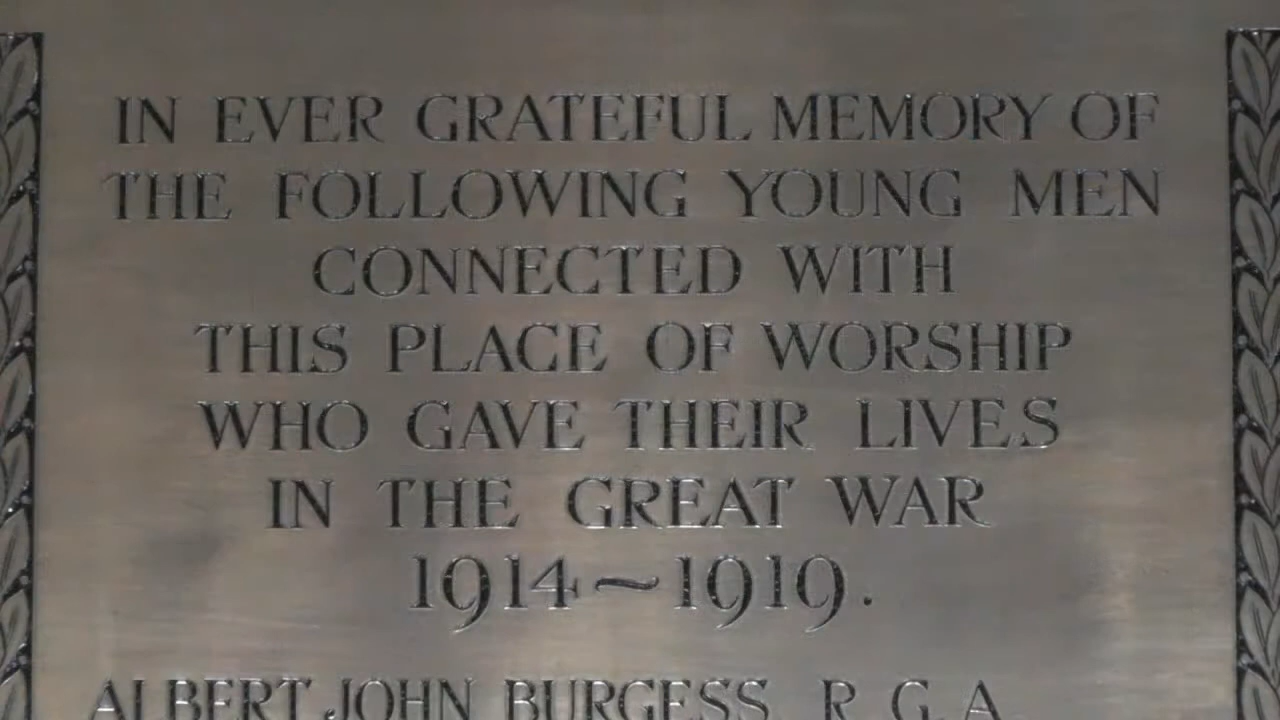 IN EVER GRATEFUL MEMORY OF
THE FOLLOWING YOUNG MEN
CONNECTED WITH
THIS PLACE OF WORSHIP
WHO GAVE THEIR LIVES
IN THE GREAT WAR
1914~1919.
ALBERT JOHN BURGESS, R.G.A.